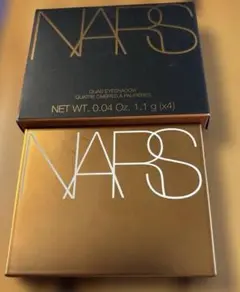 NARS
QUAD EYESHADOW
QUATRE OMBRES À PAUPIÈRES
NET WT. 0.04 Oz. 1.1 g (x4)
NARS